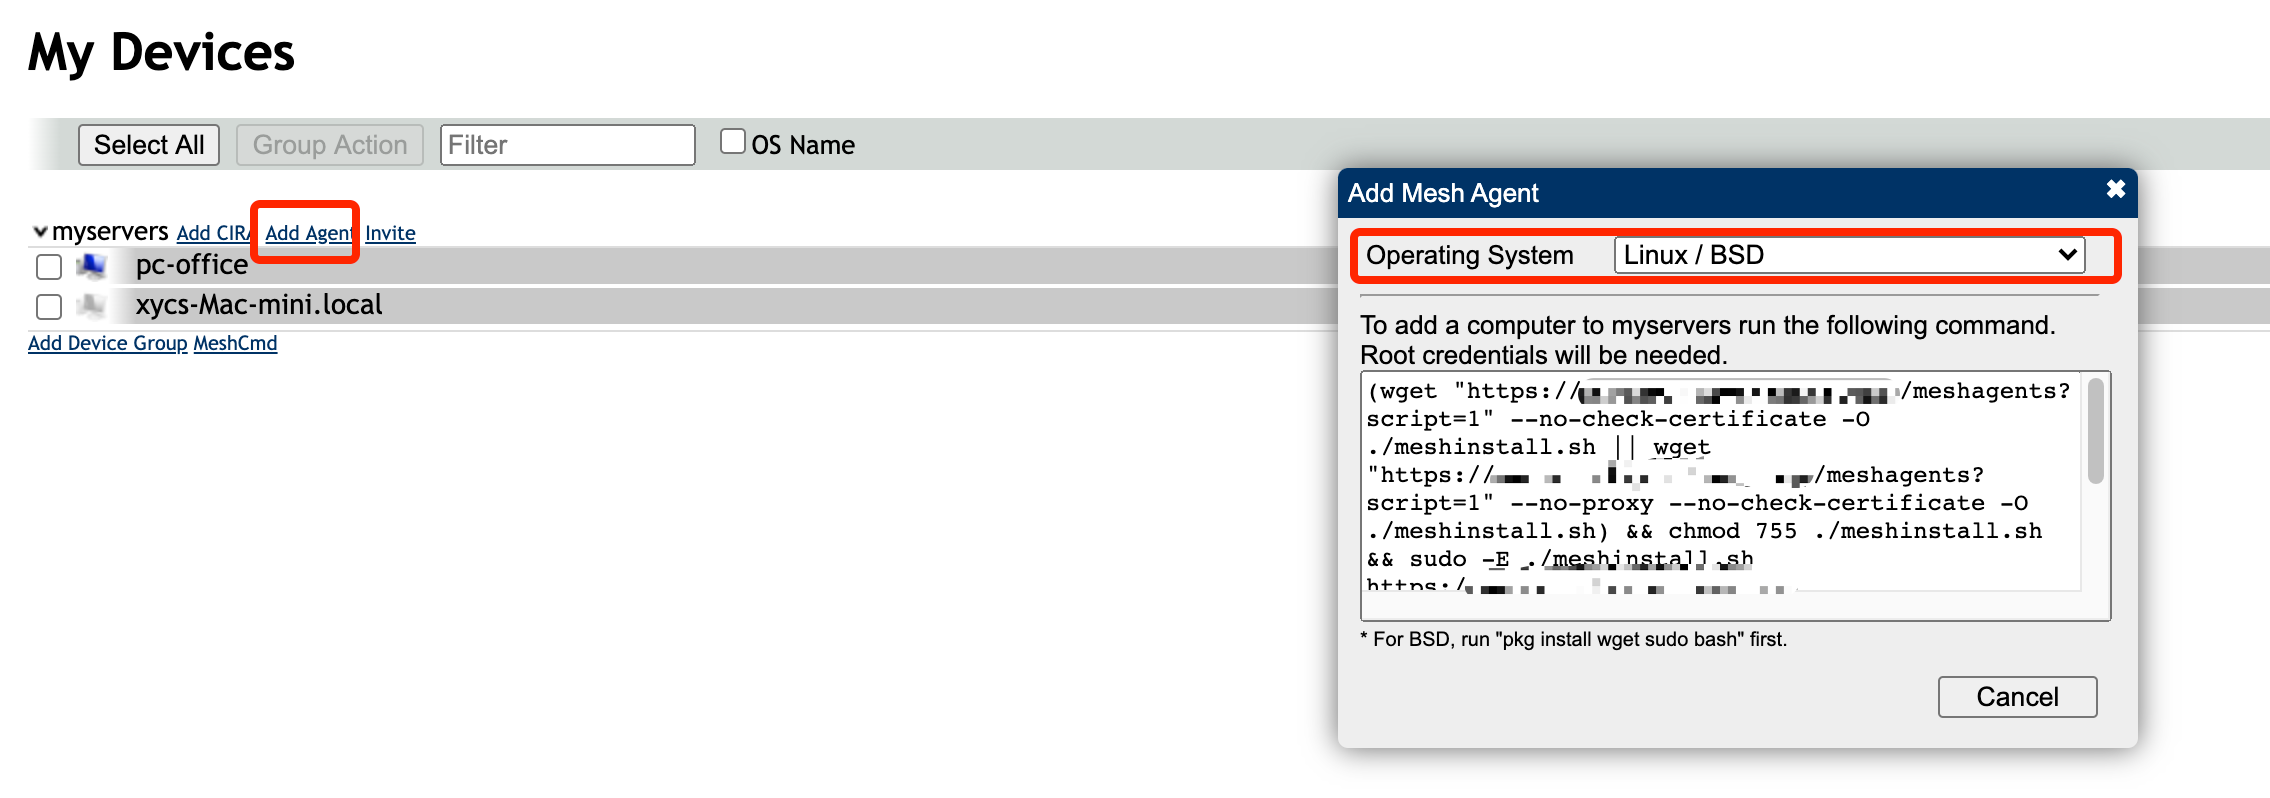 My Devices
Select All Group Action Filter OS Name
myservers Add CIRA Add Agent Invite
pc-office
xycs-Mac-mini.local
Add Device Group MeshCmd
Add Mesh Agent
Operating System Linux / BSD
To add a computer to myservers run the following command.
Root credentials will be needed.
(wget "https:// /meshagents?
script=1" --no-check-certificate -O
./meshinstall.sh || wget
"https:// /meshagents?
script=1" --no-proxy --no-check-certificate -O
./meshinstall.sh) && chmod 755 ./meshinstall.sh
&& sudo -E ./meshinstall.sh
https:/
* For BSD, run "pkg install wget sudo bash" first.
Cancel